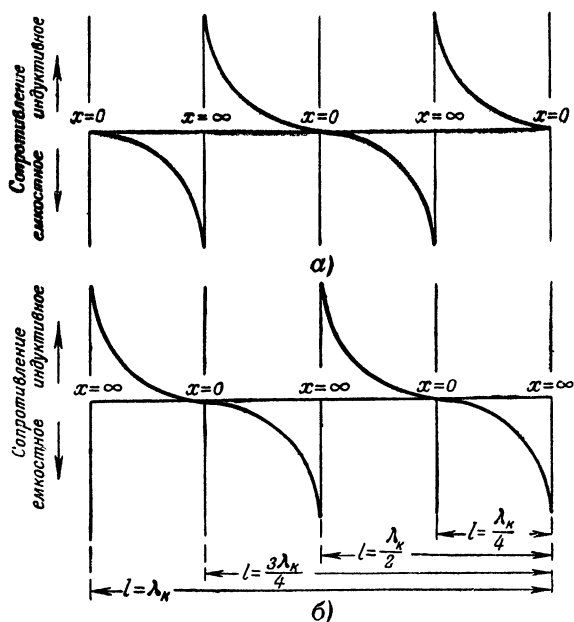 Сопротивление
емкостное индуктивное
x=0 x=∞ x=0 x=∞ x=0
а)
Сопротивление
емкостное индуктивное
x=∞ x=0 x=∞ x=0 x=∞
l=λк/4
l=λк/2
l=3λк/4
l=λк
б)